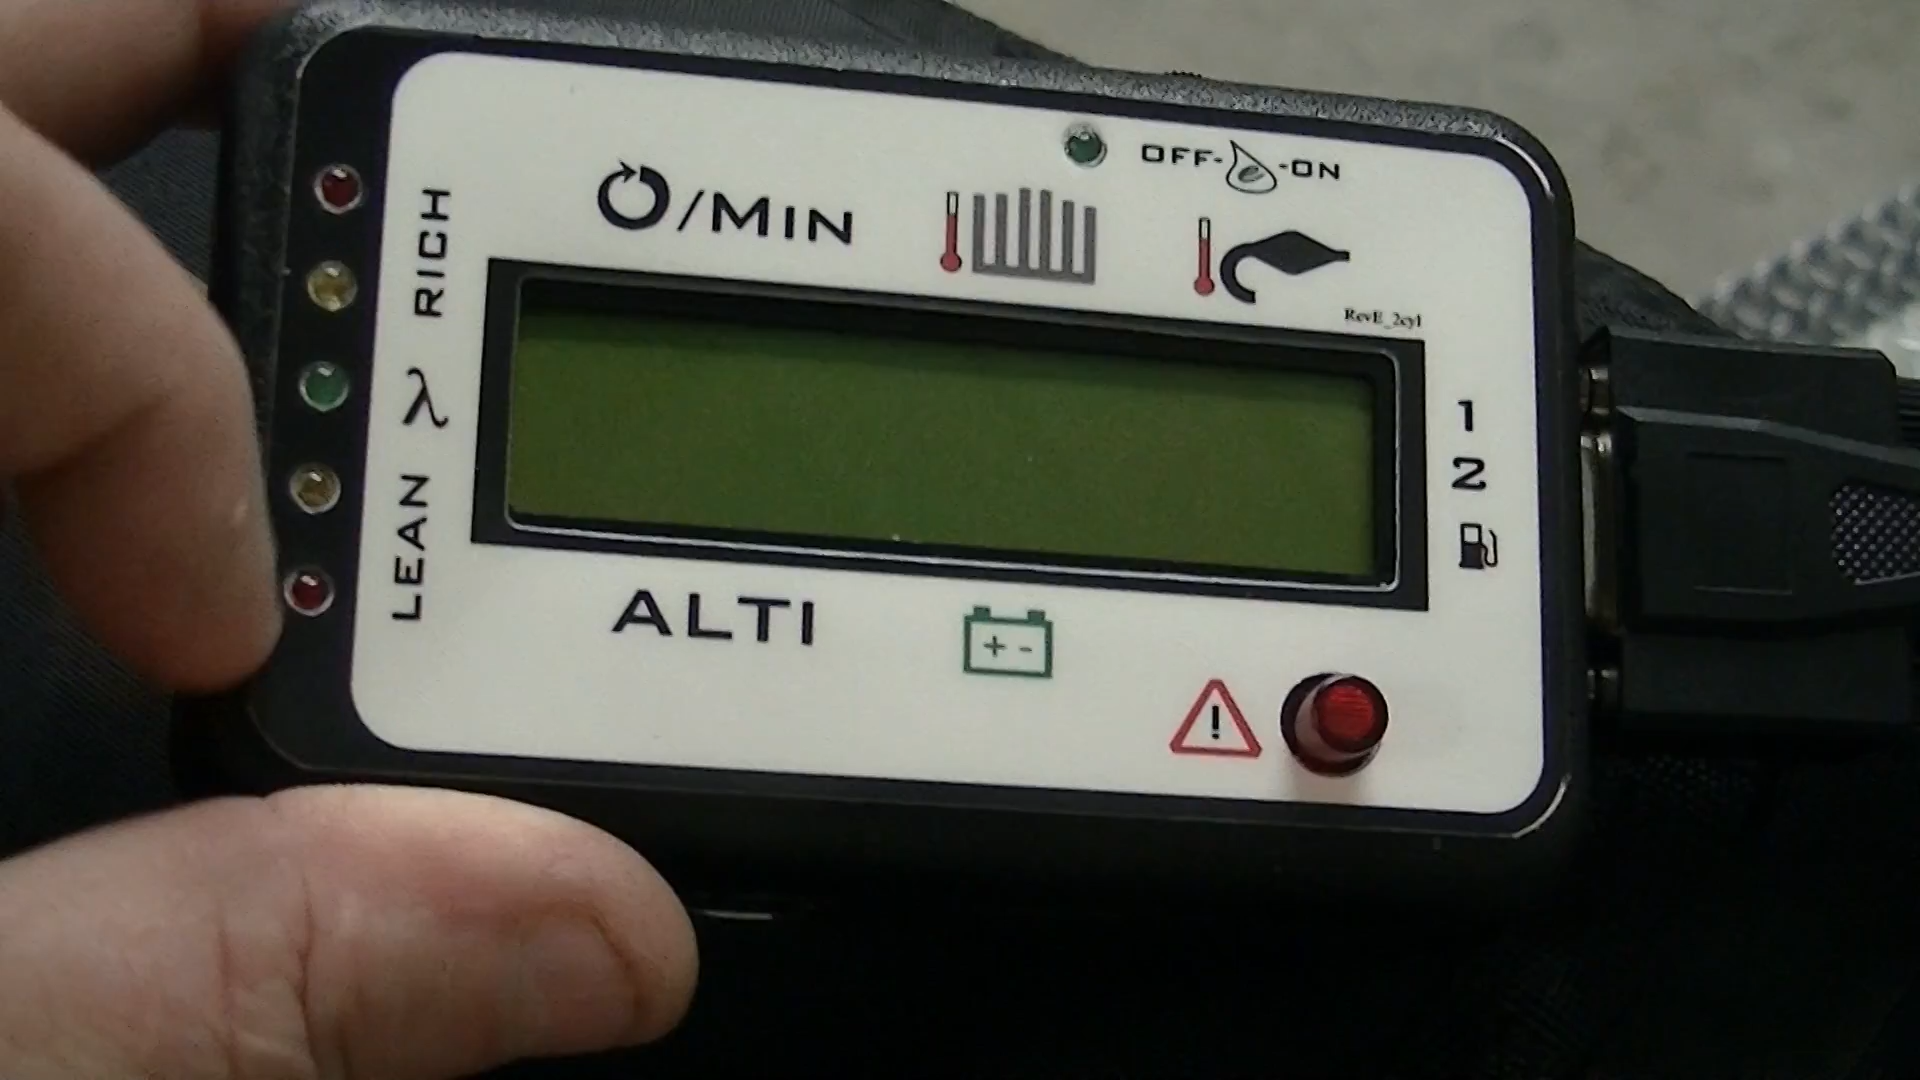 OFF-e-ON
/MIN
RevE_2cyl
RICH
λ
LEAN
1
2
ALTI
+ -
!